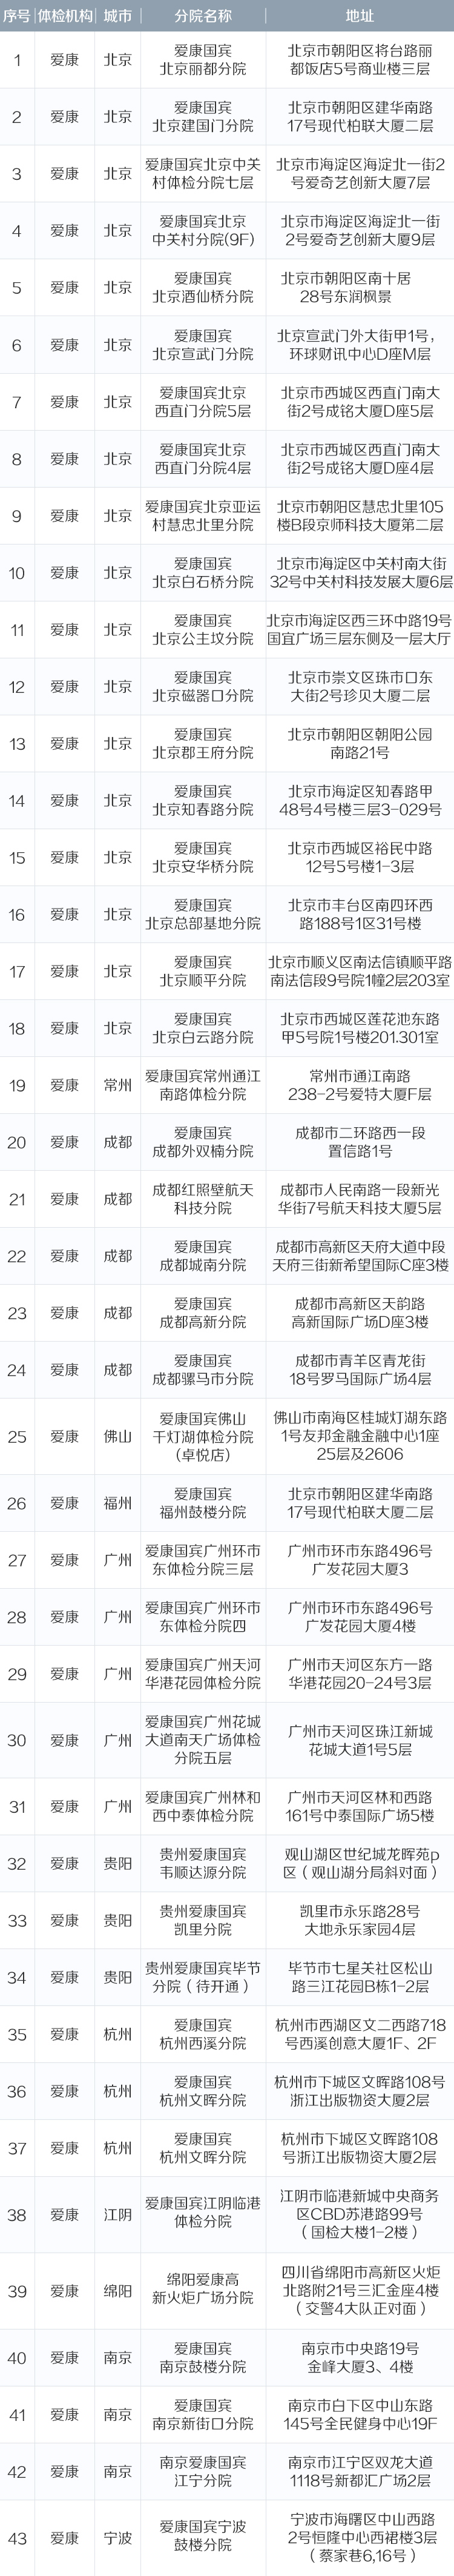 序号 体检机构 城市 分院名称 地址
1 爱康 北京 爱康国宾 北京市朝阳区将台路丽
北京丽都分院 都饭店5号商业楼三层
2 爱康 北京 爱康国宾 北京市朝阳区建华南路
北京建国门分院 17号现代柏联大厦二层
3 爱康 北京 爱康国宾北京中关 北京市海淀区海淀北一街2
村体检分院七层 号爱奇艺创新大厦7层
4 爱康 北京 爱康国宾北京 北京市海淀区海淀北一街
中关村分院(9F) 2号爱奇艺创新大厦9层
5 爱康 北京 爱康国宾 北京市朝阳区南十居
北京酒仙桥分院 28号东润枫景
6 爱康 北京 爱康国宾 北京宣武门外大街甲1号,
北京宣武门分院 环球财讯中心D座M层
7 爱康 北京 爱康国宾北京 北京市西城区西直门南大
西直门分院5层 街2号成铭大厦D座5层
8 爱康 北京 爱康国宾北京 北京市西城区西直门南大
西直门分院4层 街2号成铭大厦D座4层
9 爱康 北京 爱康国宾北京亚运 北京市朝阳区慧忠北里105
村慧忠北里分院 楼B段京师科技大厦第二层
10 爱康 北京 爱康国宾 北京市海淀区中关村南大街
北京白石桥分院 32号中关村科技发展大厦6层
11 爱康 北京 爱康国宾 北京市海淀区西三环中路19号
北京公主坟分院 国宜广场三层东侧及一层大厅
12 爱康 北京 爱康国宾 北京市崇文区珠市口东
北京磁器口分院 大街2号珍贝大厦二层
13 爱康 北京 爱康国宾 北京市朝阳区朝阳公园
北京郡王府分院 南路21号
14 爱康 北京 爱康国宾 北京市海淀区知春路甲
北京知春路分院 48号4号楼三层3-029号
15 爱康 北京 爱康国宾 北京市西城区裕民中路
北京安华桥分院 12号5号楼1-3层
16 爱康 北京 爱康国宾 北京市丰台区南四环西
北京总部基地分院 路188号1区31号楼
17 爱康 北京 爱康国宾 北京市顺义区南法信镇顺平路
北京顺平分院 南法信段9号院1幢2层203室
18 爱康 北京 爱康国宾 北京市西城区莲花池东路
北京白云路分院 甲5号院1号楼201.301室
19 爱康 常州 爱康国宾常州通江 常州市通江南路
南路体检分院 238-2号爱特大厦F层
20 爱康 成都 爱康国宾 成都市二环路西一段
成都外双楠分院 置信路1号
21 爱康 成都 成都红照壁航天 成都市人民南路一段新光
科技分院 华街7号航天科技大厦5层
22 爱康 成都 爱康国宾 成都市高新区天府大道中段
成都城南分院 天府三街新希望国际C座3楼
23 爱康 成都 爱康国宾 成都市高新区天韵路
成都高新分院 高新国际广场D座3楼
24 爱康 成都 爱康国宾 成都市青羊区青龙街
成都骡马市分院 18号罗马国际广场4层
25 爱康 佛山 爱康国宾佛山 佛山市南海区桂城灯湖东路
千灯湖体检分院 1号友邦金融金融中心1座
(卓悦店) 25层及2606
26 爱康 福州 爱康国宾 北京市朝阳区建华南路
福州鼓楼分院 17号现代柏联大厦二层
27 爱康 广州 爱康国宾广州环市 广州市环市东路496号
东体检分院三层 广发花园大厦3
28 爱康 广州 爱康国宾广州环市 广州市环市东路496号
东体检分院四 广发花园大厦4楼
29 爱康 广州 爱康国宾广州天河 广州市天河区东方一路
华港花园体检分院 华港花园20-24号3层
30 爱康 广州 爱康国宾广州花城 广州市天河区珠江新城
大道南天广场体检 花城大道1号5层
分院五层
31 爱康 广州 爱康国宾广州林和 广州市天河区林和西路
西中泰体检分院 161号中泰国际广场5楼
32 爱康 贵阳 贵州爱康国宾 观山湖区世纪城龙晖苑p
韦顺达源分院 区（观山湖分局斜对面）
33 爱康 贵阳 贵州爱康国宾 凯里市永乐路28号
凯里分院 大地永乐家园4层
34 爱康 贵阳 贵州爱康国宾毕节 毕节市七星关社区松山
分院（待开通） 路三江花园B栋1-2层
35 爱康 杭州 爱康国宾 杭州市西湖区文二西路718
杭州西溪分院 号西溪创意大厦1F、2F
36 爱康 杭州 爱康国宾 杭州市下城区文晖路108号
杭州文晖分院 浙江出版物资大厦2层
37 爱康 杭州 爱康国宾 杭州市下城区文晖路108
杭州文晖分院 号浙江出版物资大厦2层
38 爱康 江阴 爱康国宾江阴临港 江阴市临港新城中央商务
体检分院 区CBD苏港路99号
（国检大楼1-2楼）
39 爱康 绵阳 绵阳爱康高 四川省绵阳市高新区火炬
新火炬广场分院 北路附21号三汇金座4楼
（交警4大队正对面）
40 爱康 南京 爱康国宾 南京市中央路19号
南京鼓楼分院 金峰大厦3、4楼
41 爱康 南京 爱康国宾 南京市白下区中山东路
南京新街口分院 145号全民健身中心19F
42 爱康 南京 南京爱康国宾 南京市江宁区双龙大道
江宁分院 1118号新都汇广场2层
43 爱康 宁波 爱康国宾宁波 宁波市海曙区中山西路
鼓楼分院 2号恒隆中心西裙楼3层
（蔡家巷6,16号）